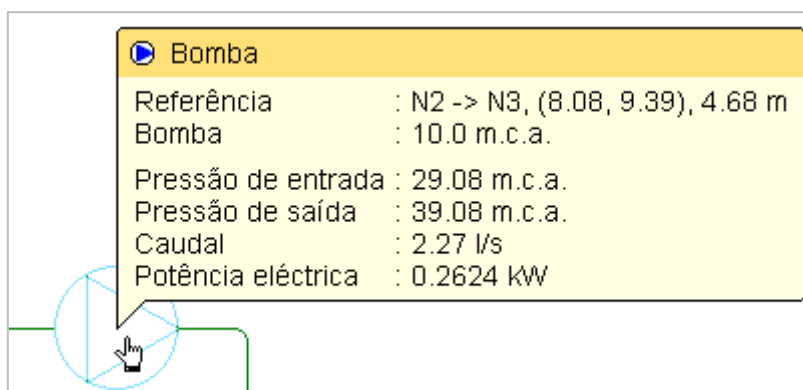 Bomba
Referência : N2 -> N3, (8.08, 9.39), 4.68 m
Bomba : 10.0 m.c.a.
Pressão de entrada : 29.08 m.c.a.
Pressão de saída : 39.08 m.c.a.
Caudal : 2.27 l/s
Potência eléctrica : 0.2624 kW